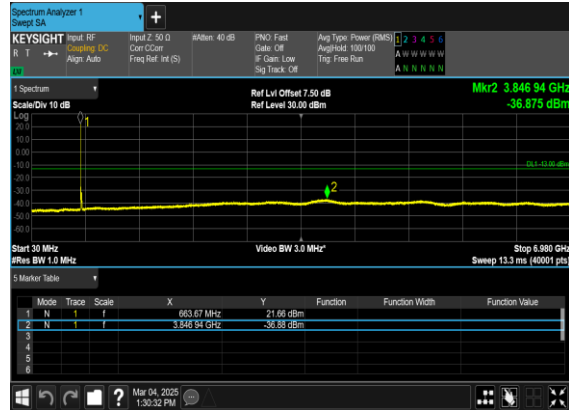 Spectrum Analyzer 1
Swept SA
+
KEYSIGHT Input: RF Input Z: 50 Ω #Atten: 40 dB PNO: Fast Avg Type: Power (RMS) 1 2 3 4 5 6
R T Coupling: DC Corr CCorr Gate: Off Avg|Hold: 100/100 A W W W W W
Align: Auto Freq Ref: Int (S) IF Gain: Low Trig: Free Run
Sig Track: Off A N N N N N
1 Spectrum Ref Lvl Offset 7.50 dB Mkr2 3.846 94 GHz
Scale/Div 10 dB Ref Level 30.00 dBm -36.875 dBm
Log
20.0
10.0
0.00
-10.0
-20.0
-30.0
-40.0
-50.0
-60.0
1
2
DL1 -13.00 dBm
Start 30 MHz Video BW 3.0 MHz* Stop 6.980 GHz
#Res BW 1.0 MHz Sweep 13.3 ms (40001 pts)
5 Marker Table
Mode Trace Scale X Y Function Function Width Function Value
1 N 1 f 663.67 MHz 21.66 dBm
2 N 1 f 3.846 94 GHz -36.88 dBm
3
4
5
6
? Mar 04, 2025
1:30:32 PM